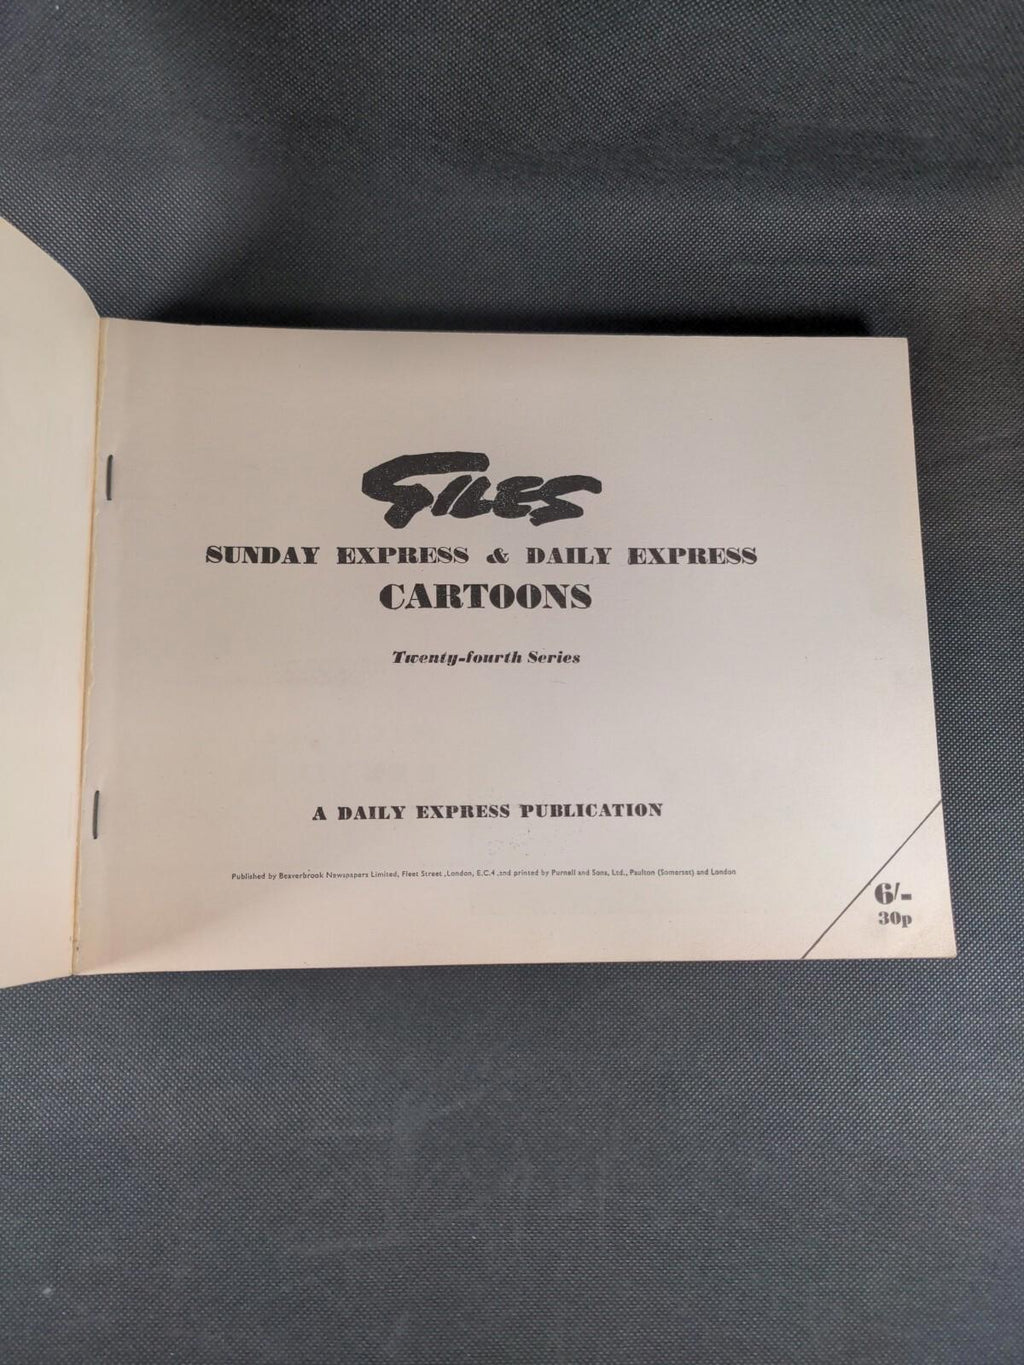 GILES
SUNDAY EXPRESS & DAILY EXPRESS
CARTOONS
Twenty-fourth Series
A DAILY EXPRESS PUBLICATION
Published by Beaverbrook Newspapers Limited, Fleet Street ,London, E.C.4 ,and printed by Purnell and Sons, Ltd., Paulton (Somerset) and London
6/-
30p